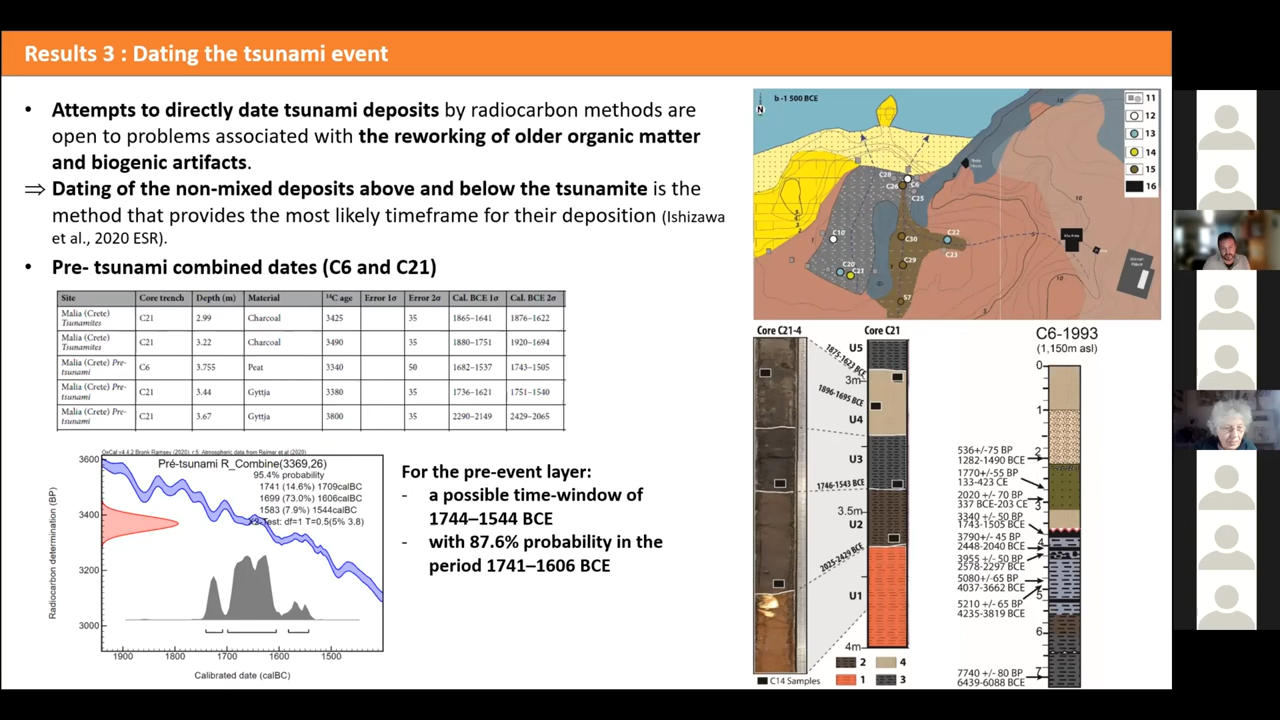 Results 3 : Dating the tsunami event
• Attempts to directly date tsunami deposits by radiocarbon methods are
open to problems associated with the reworking of older organic matter
and biogenic artifacts.
⇒ Dating of the non-mixed deposits above and below the tsunamite is the
method that provides the most likely timeframe for their deposition (Ishizawa
et al., 2020 ESR).
• Pre- tsunami combined dates (C6 and C21)
Site Core trench Depth (m) Material ¹⁴C age Error 1σ Error 2σ Cal. BCE 1σ Cal. BCE 2σ
Malia (Crete) Tsunamites C21 2.99 Charcoal 3425 35 1865–1641 1876–1622
Malia (Crete) Tsunamites C21 3.22 Charcoal 3490 35 1880–1751 1920–1694
Malia (Crete) Pre-tsunami C6 3.755 Peat 3340 50 1682–1537 1743–1505
Malia (Crete) Pre-tsunami C21 3.44 Gyttja 3380 35 1736–1621 1751–1540
Malia (Crete) Pre-tsunami C21 3.67 Gyttja 3800 35 2290–2149 2429–2065
OxCal v4.4.2 Bronk Ramsey (2020); r:5, Atmospheric data from Reimer et al (2020)
Pré-tsunami R_Combine(3369,26)
95.4% probability
1741 (14.6%) 1709calBC
1699 (73.0%) 1606calBC
1583 (7.9%) 1544calBC
X2-Test: df=1 T=0.5(5% 3.8)
3600
3400
3200
3000
Radiocarbon determination (BP)
1900 1800 1700 1600 1500
Calibrated date (calBC)
For the pre-event layer:
- a possible time-window of
1744–1544 BCE
- with 87.6% probability in the
period 1741–1606 BCE
b -1 500 BCE
N
11
12
13
14
15
16
C28
C6
C26
C25
C10
C30
C22
C23
C20
C21
C29
S7
10
10
10
Core C21-4
Core C21
U5
3m
U4
U3
3.5m
U2
U1
4m
1875-1623 BCE
1896-1695 BCE
1746-1543 BCE
2025-2429 BCE
C14 Samples
2
4
1
3
C6-1993
(1,150m asl)
0
1
2
3
4
5
6
7
536+/-75 BP
1282-1490 BCE
1770+/-55 BP
133-423 CE
2020 +/- 70 BP
337 BCE-203 CE
3340 +/- 50 BP
1743-1505 BCE
3790+/- 45 BP
2448-2040 BCE
3955 +/- 50 BP
2578-2297 BCE
5080+/-65 BP
4037-3662 BCE
5210 +/- 65 BP
4235-3819 BCE
7740 +/- 80 BP
6439-6088 BCE